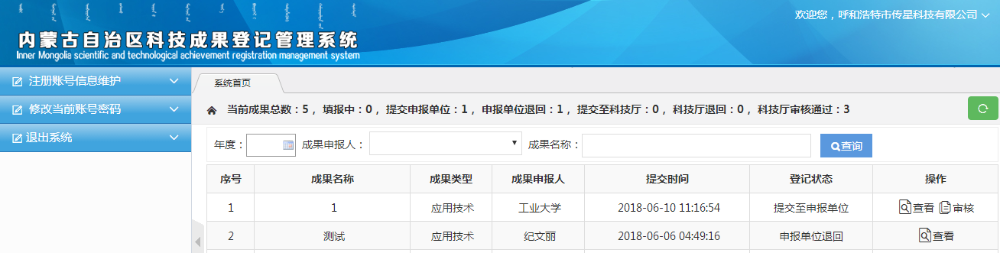 欢迎您，呼和浩特市传星科技有限公司
内蒙古自治区科技成果登记管理系统
Inner Mongolia scientific and technological achievement registration management system
注册账号信息维护
修改当前账号密码
退出系统
系统首页
当前成果总数：5，填报中：0，提交申报单位：1，申报单位退回：1，提交至科技厅：0，科技厅退回：0，科技厅审核通过：3
年度： 成果申报人： 成果名称： 查询
序号 成果名称 成果类型 成果申报人 提交时间 登记状态 操作
1 1 应用技术 工业大学 2018-06-10 11:16:54 提交至申报单位 查看 审核
2 测试 应用技术 纪文丽 2018-06-06 04:49:16 申报单位退回 查看